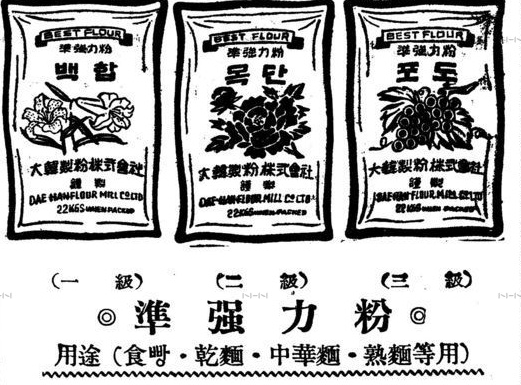 BEST FLOUR
準強力粉
백합
大韓製粉株式會社
謹製
DAE-HAN FLOUR MILL CO LTD
22KGS WHEN PACKED
BEST FLOUR
準強力粉
목단
大韓製粉株式會社
謹製
DAE-HAN FLOUR MILL CO LTD
22KGS WHEN PACKED
BEST FLOUR
準強力粉
포도
大韓製粉株式會社
謹製
DAE-HAN FLOUR MILL CO LTD
22KGS WHEN PACKED
(一 級) (二 級) (三 級)
◎ 準 强 力 粉 ◎
用途 (食빵・乾麵・中華麵・熟麵等用)